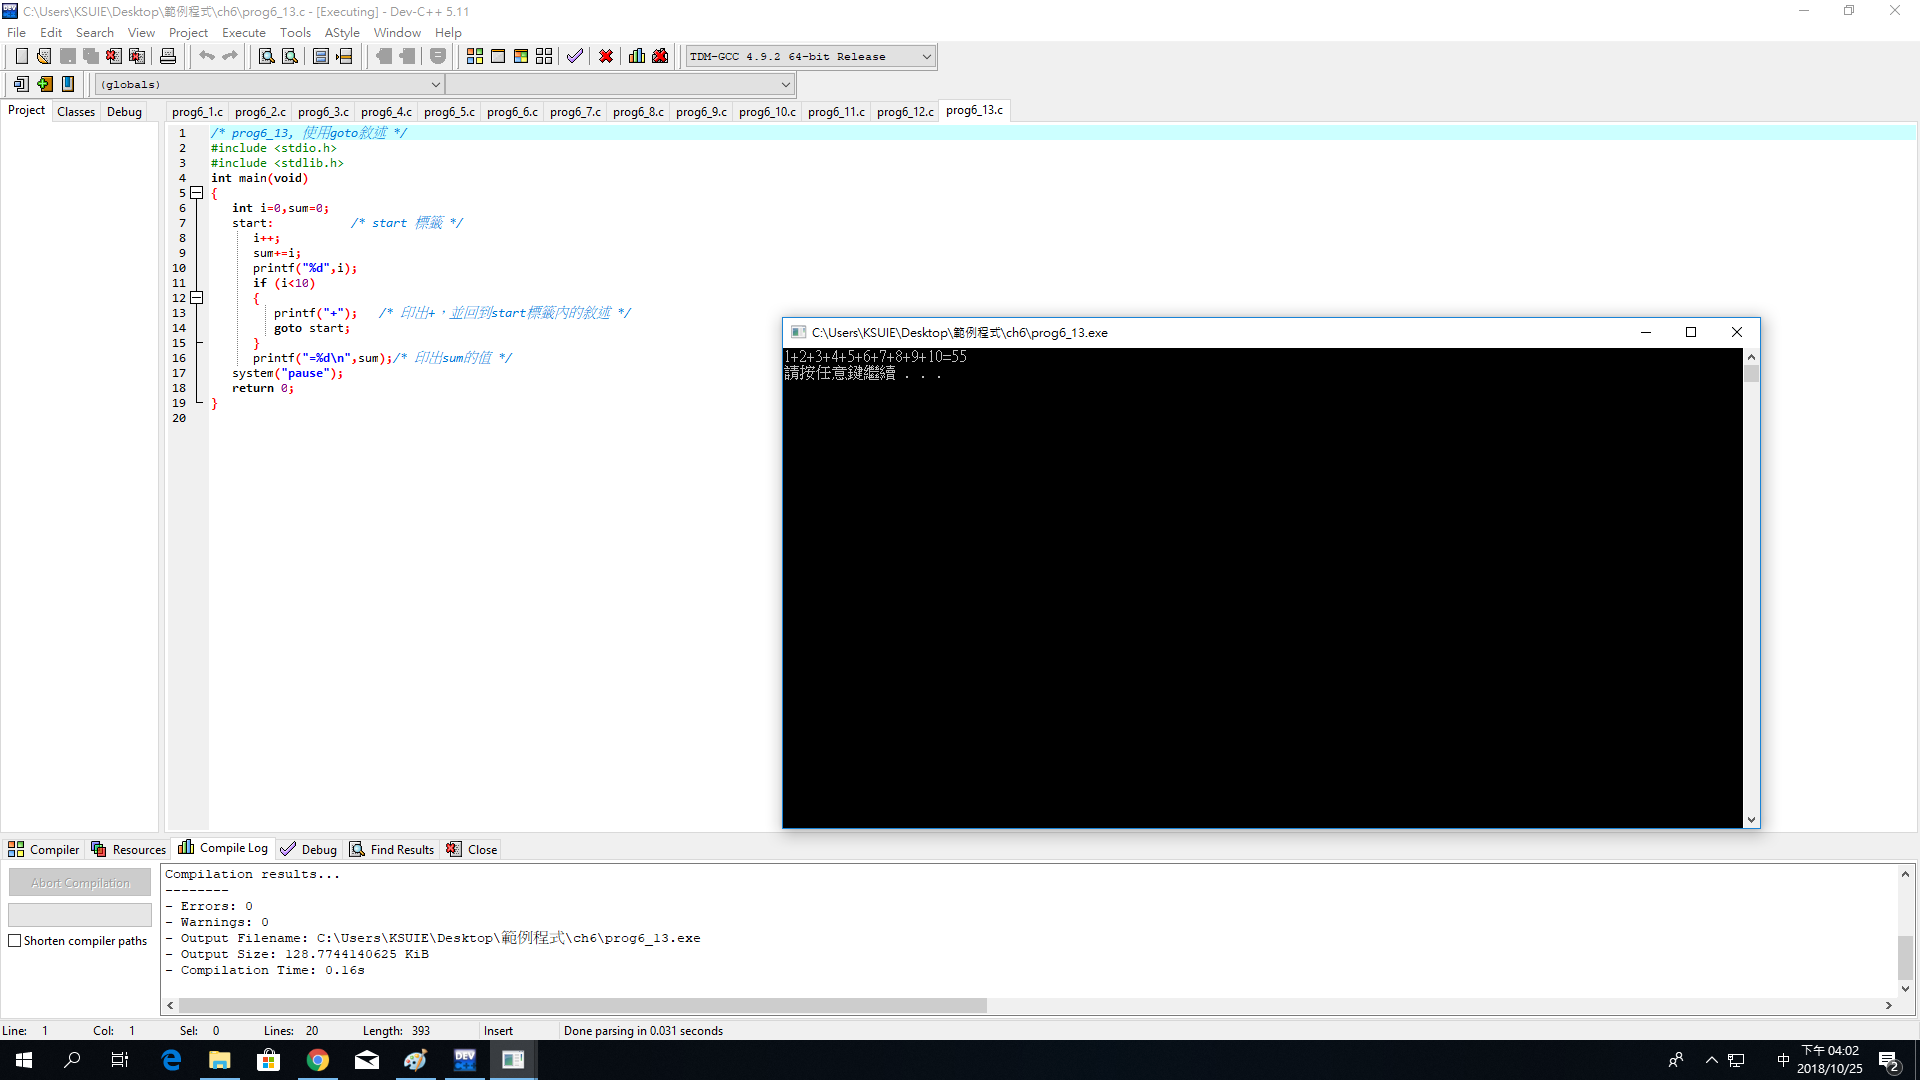 C:\Users\KSUIE\Desktop\範例程式\ch6\prog6_13.c - [Executing] - Dev-C++ 5.11
File Edit Search View Project Execute Tools AStyle Window Help
TDM-GCC 4.9.2 64-bit Release
(globals)
Project Classes Debug
prog6_1.c prog6_2.c prog6_3.c prog6_4.c prog6_5.c prog6_6.c prog6_7.c prog6_8.c prog6_9.c prog6_10.c prog6_11.c prog6_12.c prog6_13.c
1 /* prog6_13, 使用goto敘述 */
2 #include <stdio.h>
3 #include <stdlib.h>
4 int main(void)
5 {
6 int i=0,sum=0;
7 start: /* start 標籤 */
8 i++;
9 sum+=i;
10 printf("%d",i);
11 if (i<10)
12 {
13 printf("+"); /* 印出+，並回到start標籤內的敘述 */
14 goto start;
15 }
16 printf("=%d\n",sum);/* 印出sum的值 */
17 system("pause");
18 return 0;
19 }
20
C:\Users\KSUIE\Desktop\範例程式\ch6\prog6_13.exe
1+2+3+4+5+6+7+8+9+10=55
請按任意鍵繼續 . . .
Compiler Resources Compile Log Debug Find Results Close
Abort Compilation
Shorten compiler paths
Compilation results...
--------
- Errors: 0
- Warnings: 0
- Output Filename: C:\Users\KSUIE\Desktop\範例程式\ch6\prog6_13.exe
- Output Size: 128.7744140625 KiB
- Compilation Time: 0.16s
Line: 1 Col: 1 Sel: 0 Lines: 20 Length: 393 Insert Done parsing in 0.031 seconds
DEV C++
中
下午 04:02
2018/10/25
2